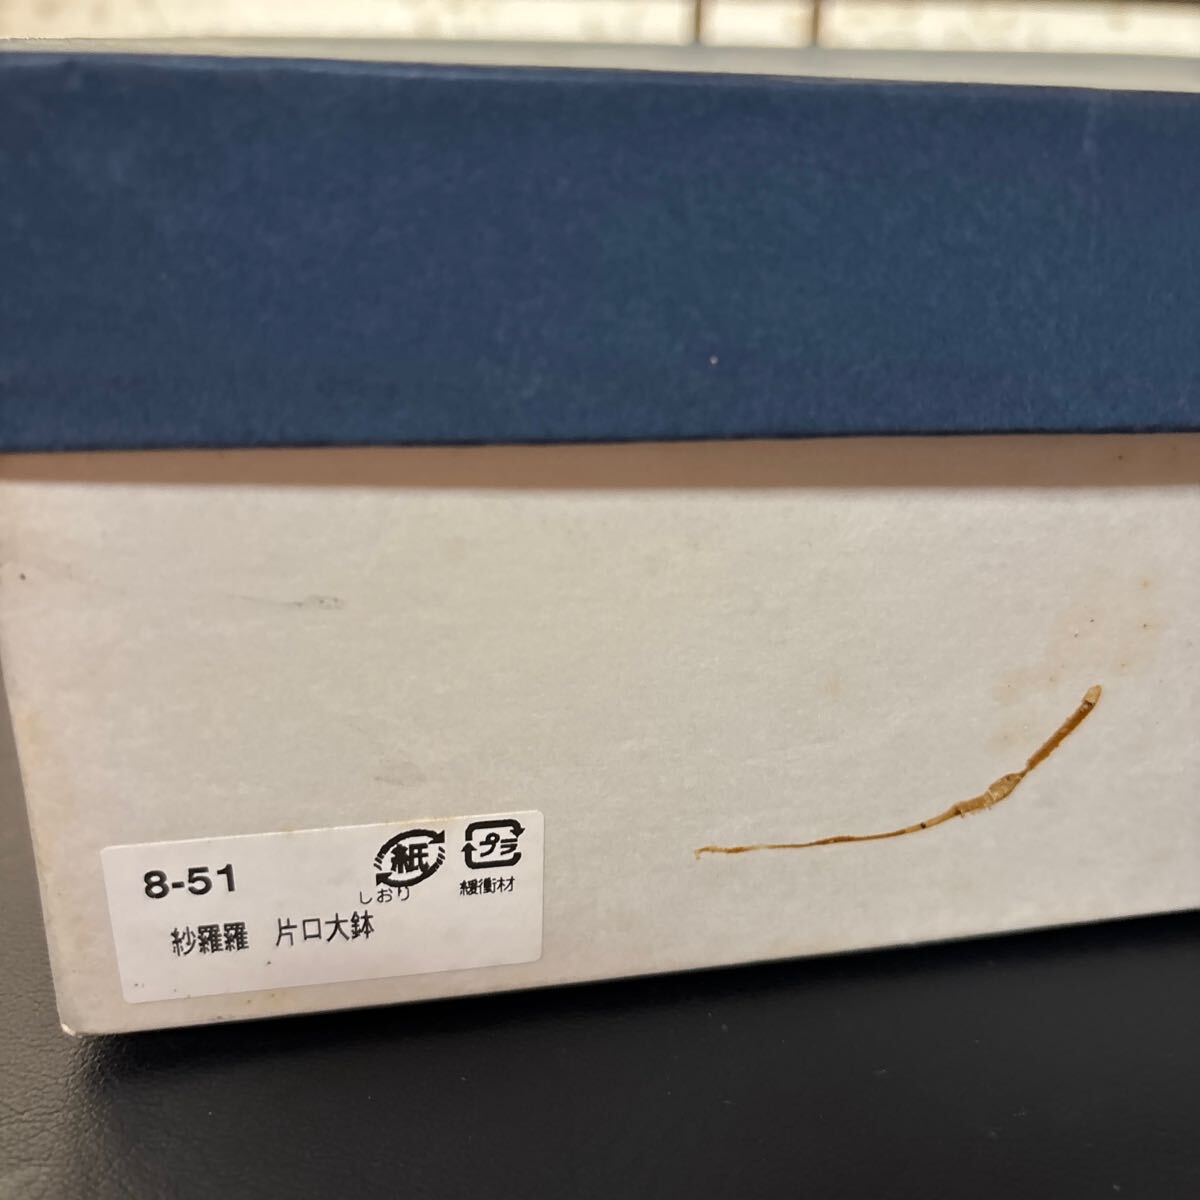 8-51
紙
しおり
プラ
緩衝材
紗羅羅 片口大鉢